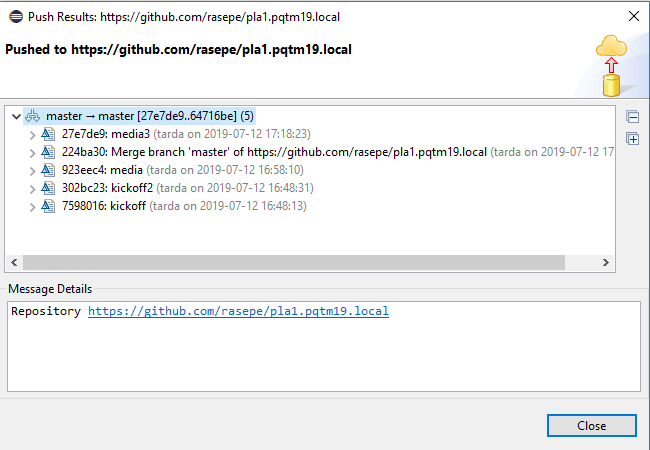 Push Results: https://github.com/rasepe/pla1.pqtm19.local
Pushed to https://github.com/rasepe/pla1.pqtm19.local
master → master [27e7de9..64716be] (5)
27e7de9: media3 (tarda on 2019-07-12 17:18:23)
224ba30: Merge branch 'master' of https://github.com/rasepe/pla1.pqtm19.local (tarda on 2019-07-12 17
923eec4: media (tarda on 2019-07-12 16:58:10)
302bc23: kickoff2 (tarda on 2019-07-12 16:48:31)
7598016: kickoff (tarda on 2019-07-12 16:48:13)
Message Details
Repository https://github.com/rasepe/pla1.pqtm19.local
Close